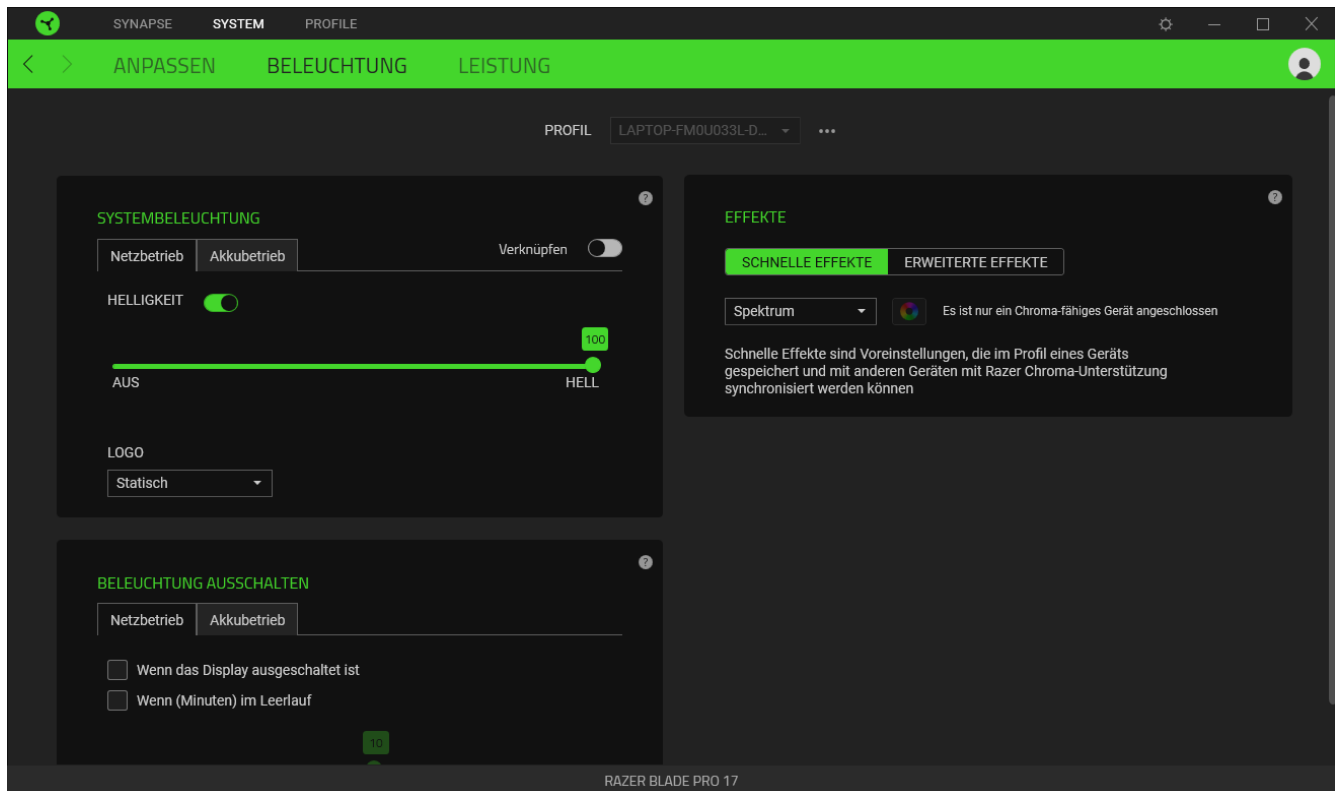 SYNAPSE SYSTEM PROFILE
ANPASSEN BELEUCHTUNG LEISTUNG
PROFIL LAPTOP-FM0U033L-D...
SYSTEMBELEUCHTUNG
Netzbetrieb Akkubetrieb Verknüpfen
HELLIGKEIT
100
AUS HELL
LOGO
Statisch
EFFEKTE
SCHNELLE EFFEKTE ERWEITERTE EFFEKTE
Spektrum Es ist nur ein Chroma-fähiges Gerät angeschlossen
Schnelle Effekte sind Voreinstellungen, die im Profil eines Geräts
gespeichert und mit anderen Geräten mit Razer Chroma-Unterstützung
synchronisiert werden können
BELEUCHTUNG AUSSCHALTEN
Netzbetrieb Akkubetrieb
Wenn das Display ausgeschaltet ist
Wenn (Minuten) im Leerlauf
10
RAZER BLADE PRO 17